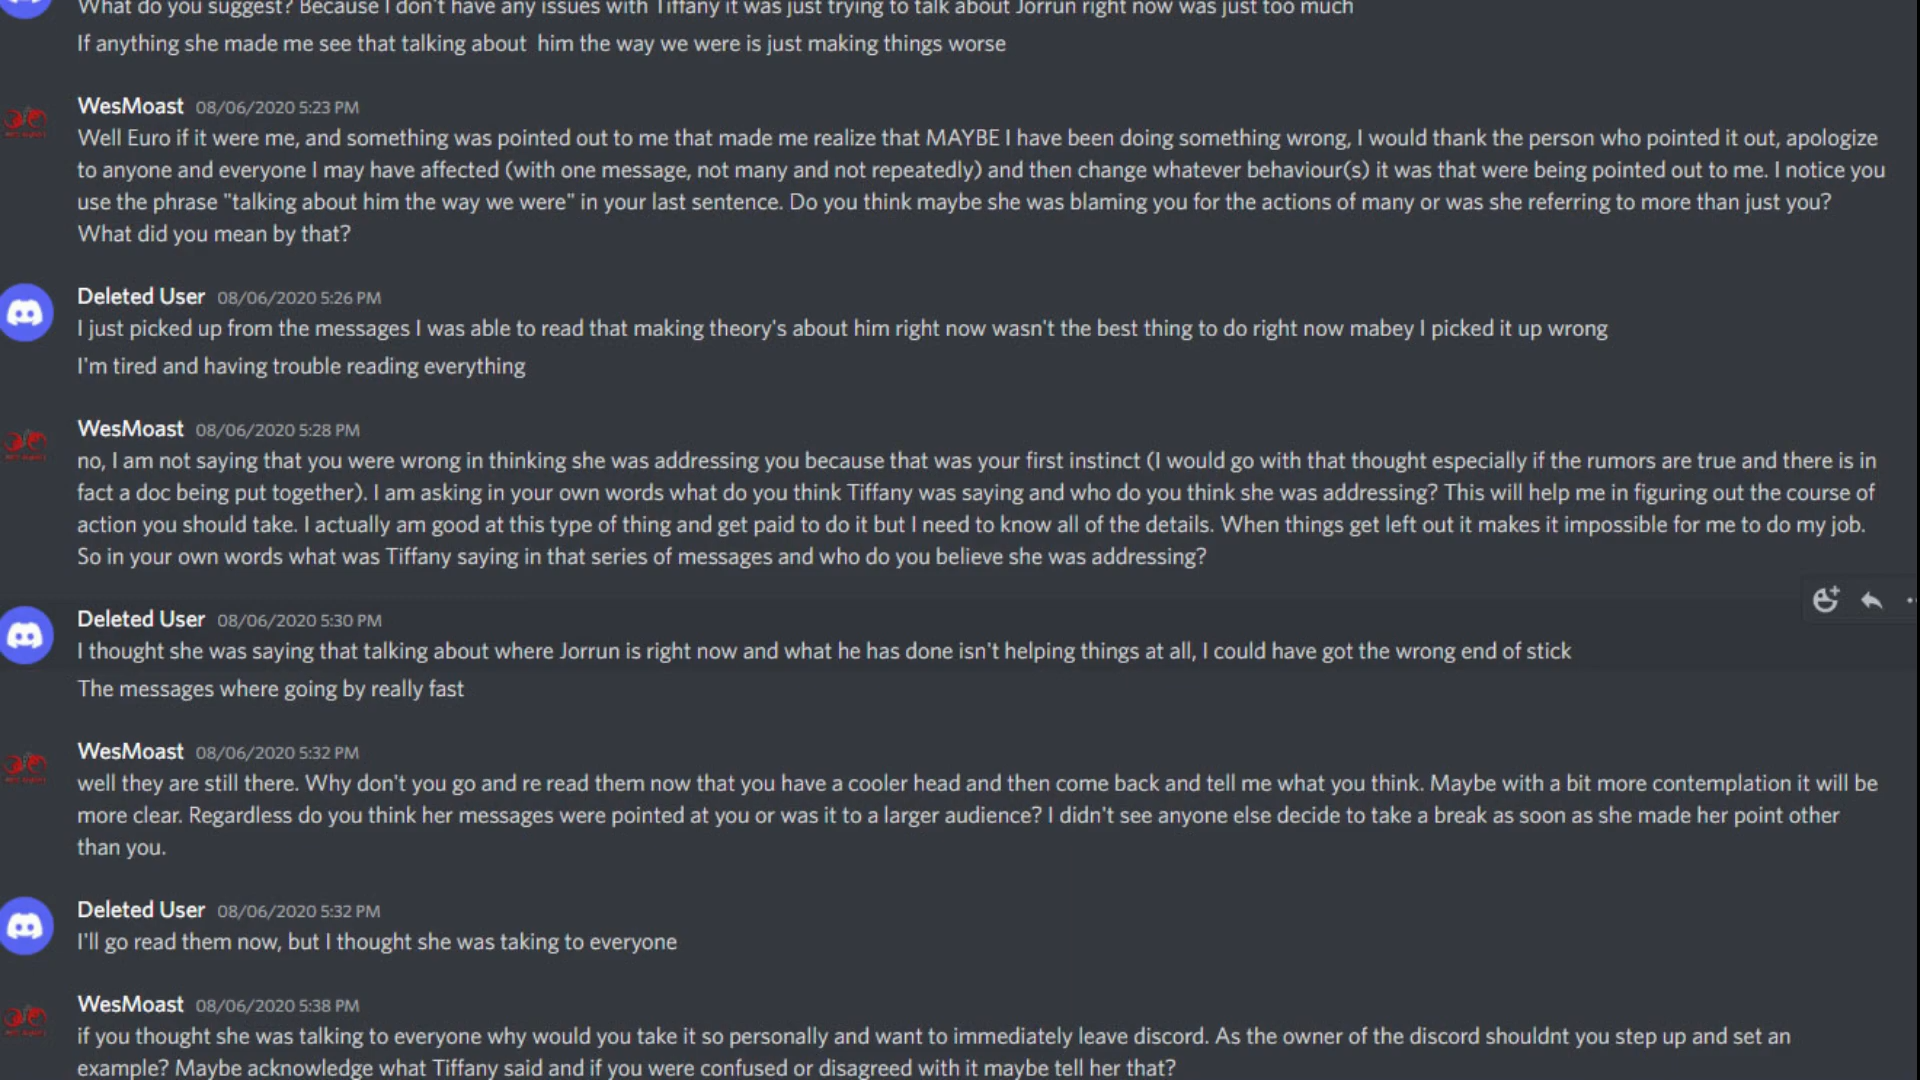 What do you suggest? Because I don't have any issues with Tiffany it was just trying to talk about Jorrun right now was just too much
If anything she made me see that talking about him the way we were is just making things worse
WesMoast 08/06/2020 5:23 PM
Well Euro if it were me, and something was pointed out to me that made me realize that MAYBE I have been doing something wrong, I would thank the person who pointed it out, apologize
to anyone and everyone I may have affected (with one message, not many and not repeatedly) and then change whatever behaviour(s) it was that were being pointed out to me. I notice you
use the phrase "talking about him the way we were" in your last sentence. Do you think maybe she was blaming you for the actions of many or was she referring to more than just you?
What did you mean by that?
Deleted User 08/06/2020 5:26 PM
I just picked up from the messages I was able to read that making theory's about him right now wasn't the best thing to do right now mabey I picked it up wrong
I'm tired and having trouble reading everything
WesMoast 08/06/2020 5:28 PM
no, I am not saying that you were wrong in thinking she was addressing you because that was your first instinct (I would go with that thought especially if the rumors are true and there is in
fact a doc being put together). I am asking in your own words what do you think Tiffany was saying and who do you think she was addressing? This will help me in figuring out the course of
action you should take. I actually am good at this type of thing and get paid to do it but I need to know all of the details. When things get left out it makes it impossible for me to do my job.
So in your own words what was Tiffany saying in that series of messages and who do you believe she was addressing?
Deleted User 08/06/2020 5:30 PM
I thought she was saying that talking about where Jorrun is right now and what he has done isn't helping things at all, I could have got the wrong end of stick
The messages where going by really fast
WesMoast 08/06/2020 5:32 PM
well they are still there. Why don't you go and re read them now that you have a cooler head and then come back and tell me what you think. Maybe with a bit more contemplation it will be
more clear. Regardless do you think her messages were pointed at you or was it to a larger audience? I didn't see anyone else decide to take a break as soon as she made her point other
than you.
Deleted User 08/06/2020 5:32 PM
I'll go read them now, but I thought she was taking to everyone
WesMoast 08/06/2020 5:38 PM
if you thought she was talking to everyone why would you take it so personally and want to immediately leave discord. As the owner of the discord shouldnt you step up and set an
example? Maybe acknowledge what Tiffany said and if you were confused or disagreed with it maybe tell her that?